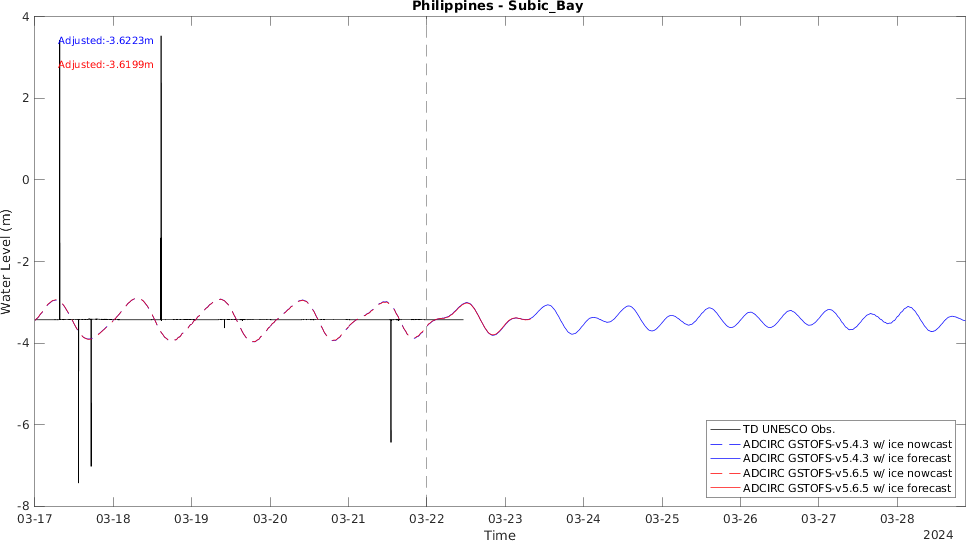 Philippines - Subic_Bay
Adjusted:-3.6223m
Adjusted:-3.6199m
4
2
0
-2
-4
-6
-8
Water Level (m)
03-17 03-18 03-19 03-20 03-21 03-22 03-23 03-24 03-25 03-26 03-27 03-28
Time
2024
TD UNESCO Obs.
ADCIRC GSTOFS-v5.4.3 w/ ice nowcast
ADCIRC GSTOFS-v5.4.3 w/ ice forecast
ADCIRC GSTOFS-v5.6.5 w/ ice nowcast
ADCIRC GSTOFS-v5.6.5 w/ ice forecast